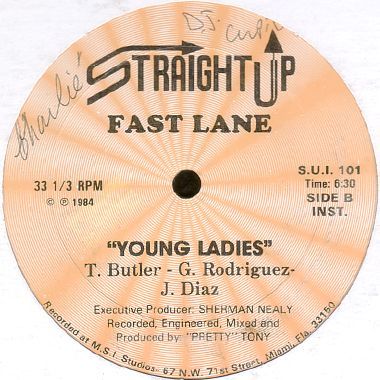 Charlie
D.J.
STRAIGHT UP
FAST LANE
33 1/3 RPM
© ℗ 1984
S.U.I. 101
Time: 6:30
SIDE B
INST.
"YOUNG LADIES"
T. Butler - G. Rodriguez-
J. Diaz
Executive Producer: SHERMAN NEALY
Recorded, Engineered, Mixed and
Produced by "PRETTY" TONY
Recorded at M.S.I. Studios- 67 N.W. 71st Street, Miami, Fla. 33150